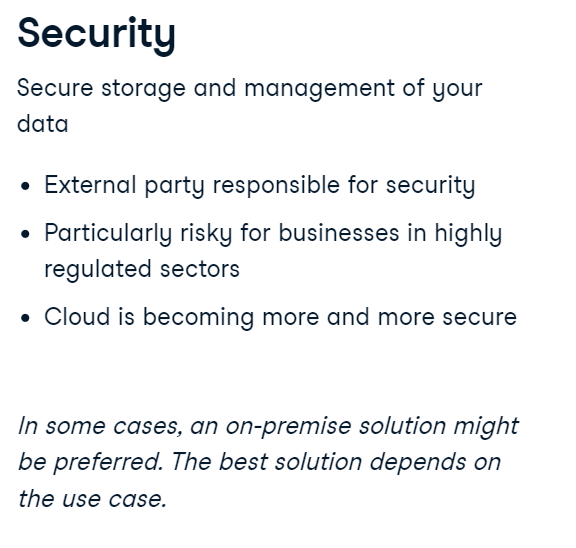 Security
Secure storage and management of your
data
• External party responsible for security
• Particularly risky for businesses in highly
regulated sectors
• Cloud is becoming more and more secure
In some cases, an on-premise solution might
be preferred. The best solution depends on
the use case.